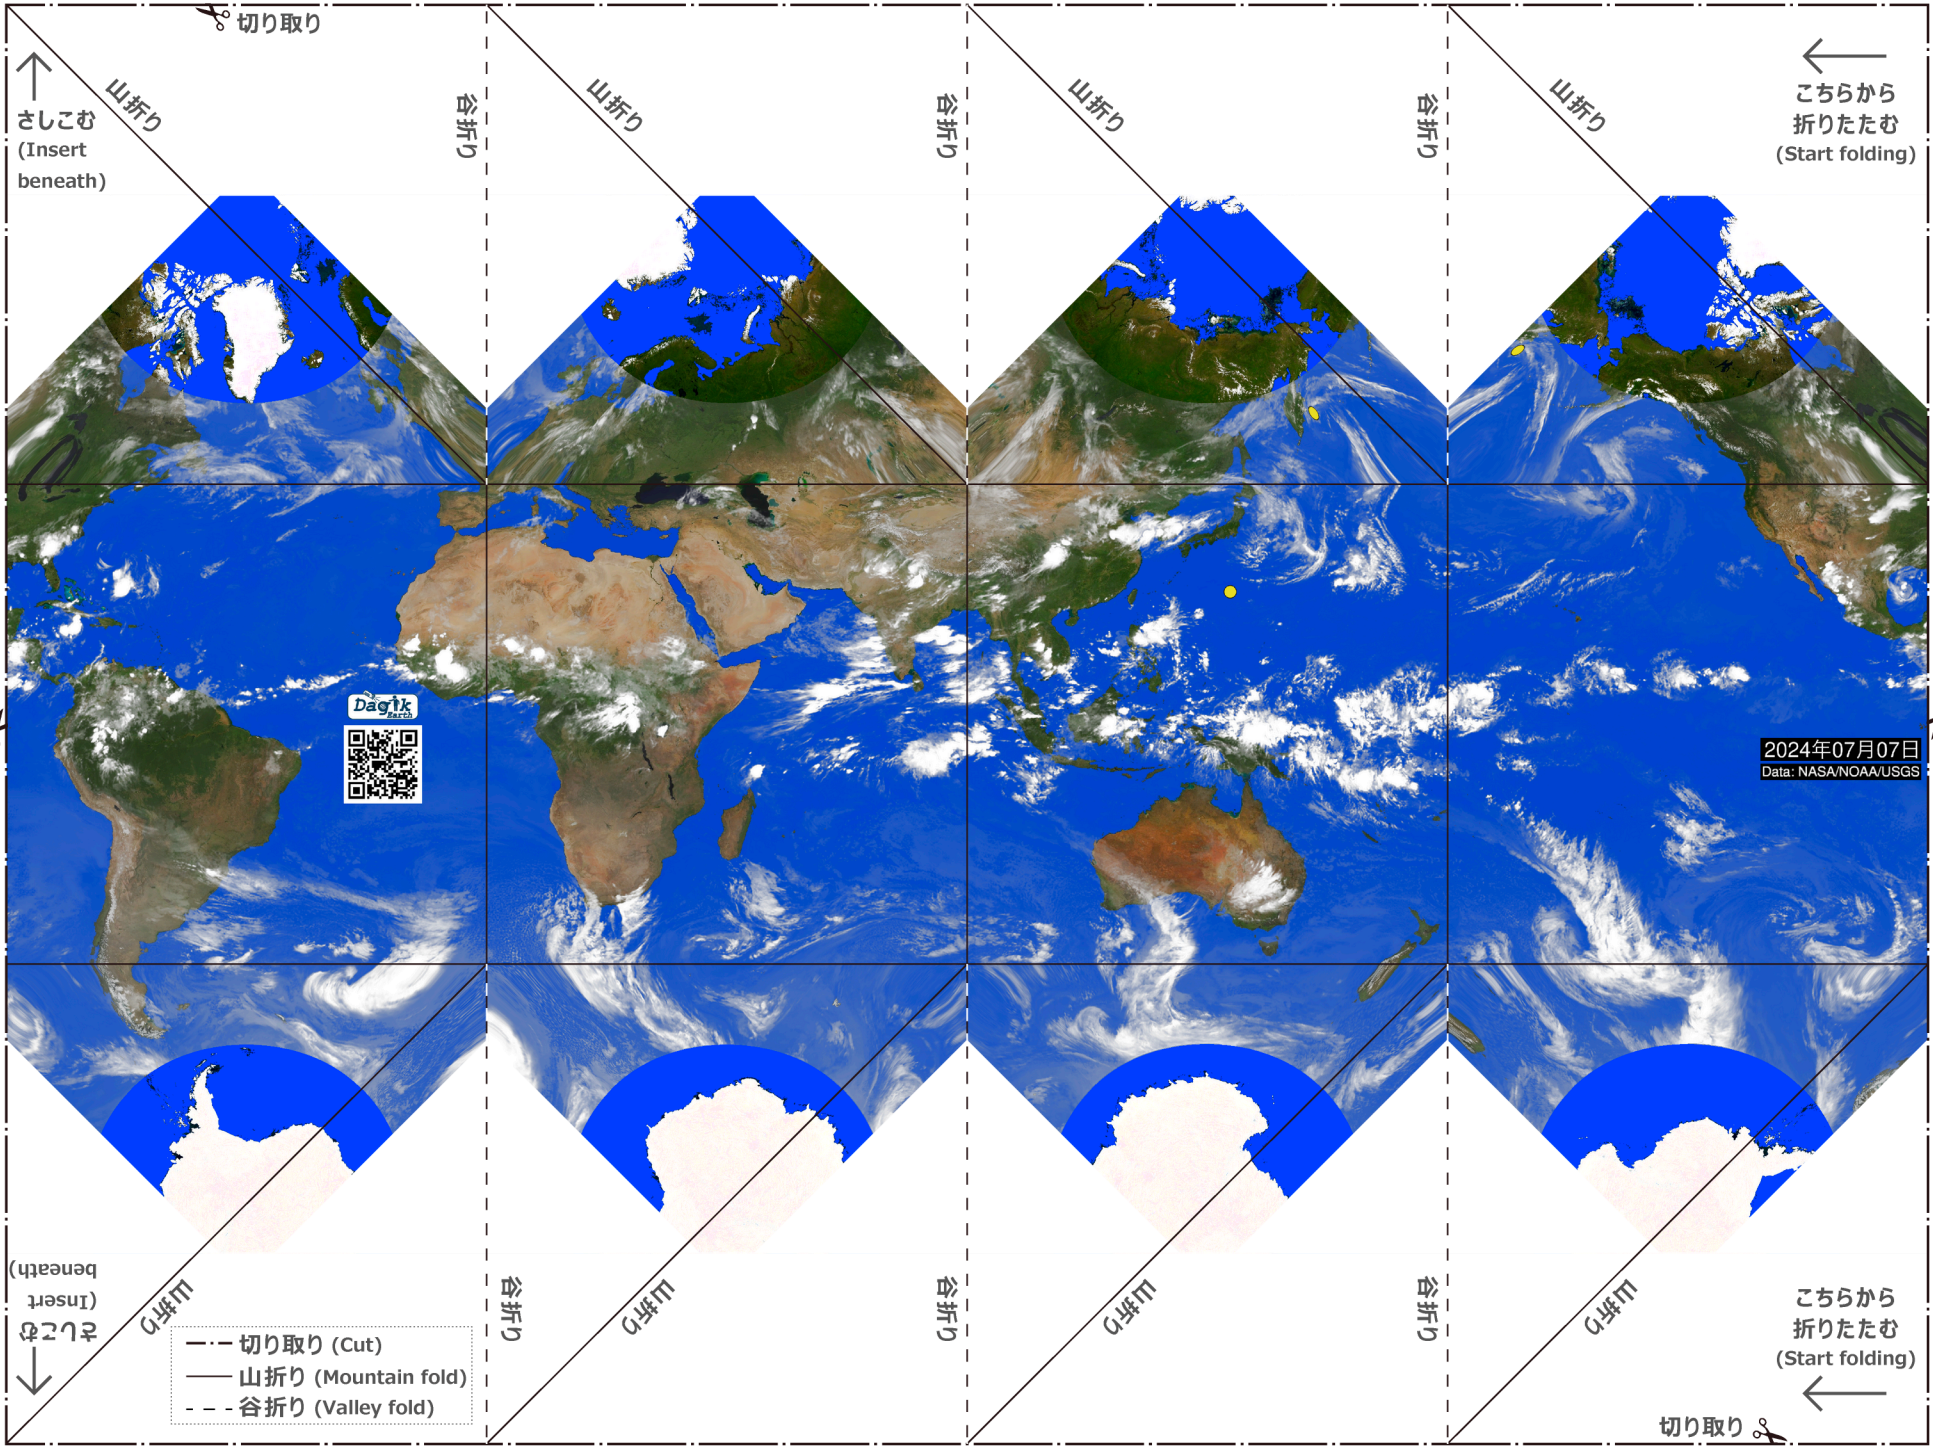 切り取り
さしこむ
(Insert
beneath)
山折り
谷折り
山折り
谷折り
山折り
谷折り
山折り
こちらから
折りたたむ
(Start folding)
Dagik
Earth
2024年07月07日
Data: NASA/NOAA/USGS
さしこむ
(Insert
beneath)
山折り
谷折り
山折り
谷折り
山折り
谷折り
山折り
こちらから
折りたたむ
(Start folding)
切り取り (Cut)
山折り (Mountain fold)
谷折り (Valley fold)
切り取り